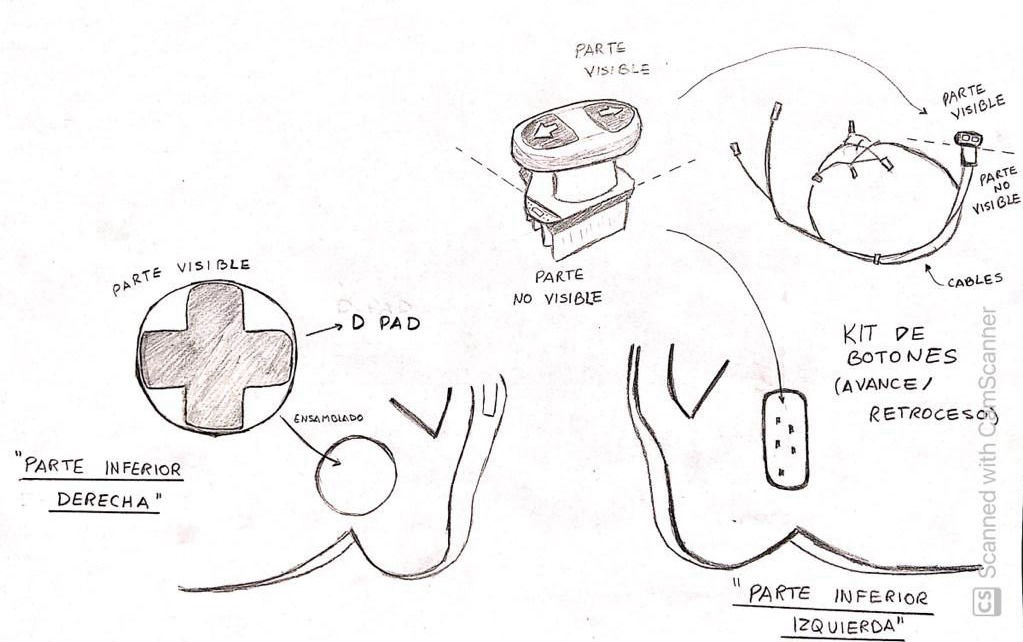 PARTE
VISIBLE
PARTE
VISIBLE
PARTE
NO
VISIBLE
CABLES
PARTE
NO VISIBLE
PARTE VISIBLE
D PAD
ENSAMBLADO
"PARTE INFERIOR
DERECHA"
KIT DE
BOTONES
(AVANCE/
RETROCESO)
"PARTE INFERIOR
IZQUIERDA"
CS Scanned with CamScanner